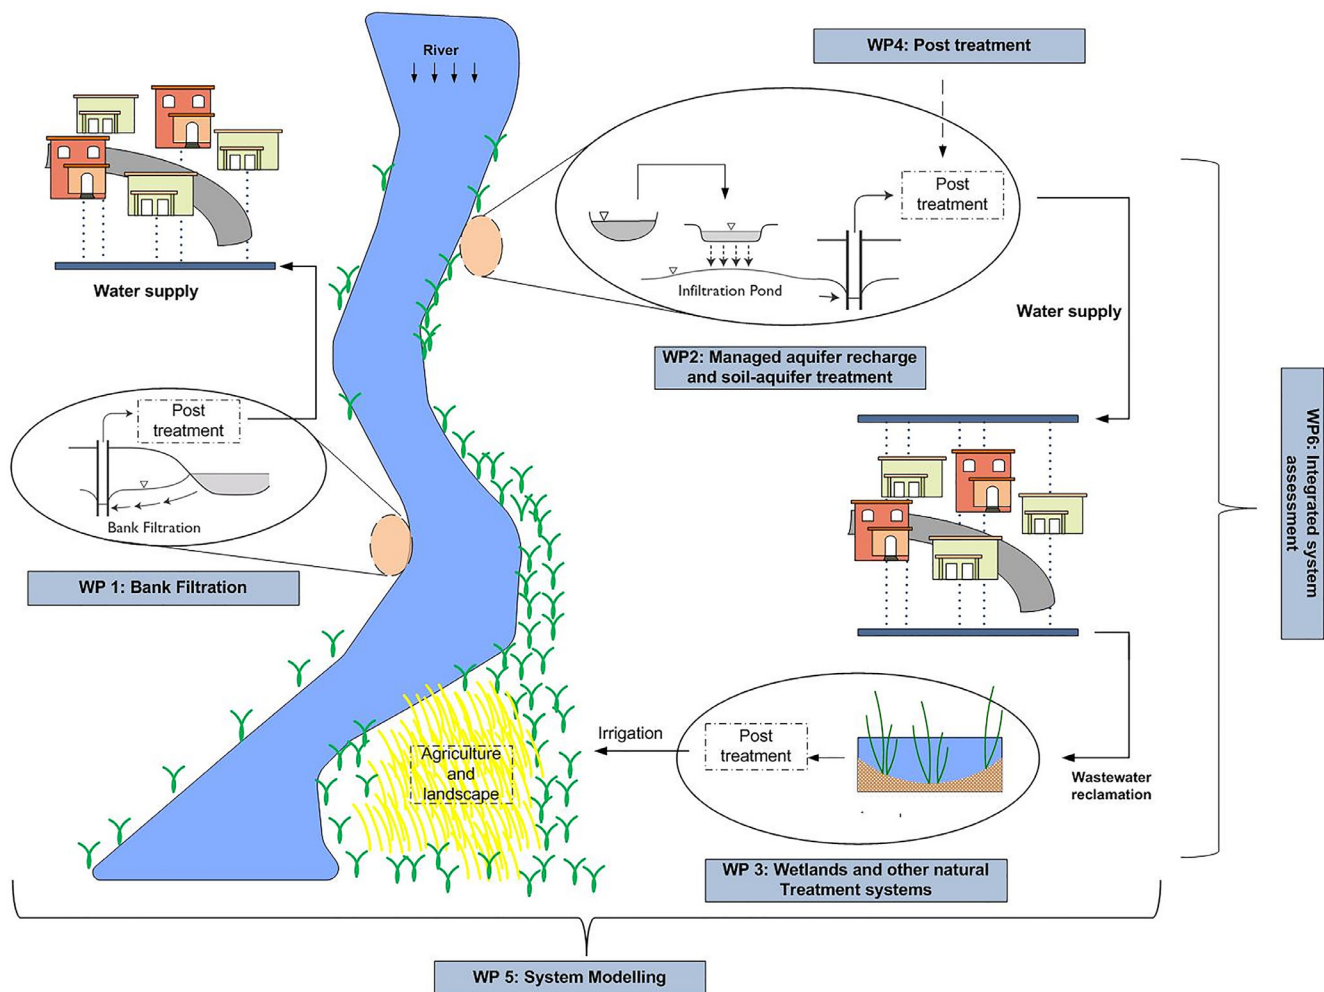 River
WP4: Post treatment
Post
treatment
Infiltration Pond
Water supply
Water supply
WP2: Managed aquifer recharge
and soil-aquifer treatment
Post
treatment
Bank Filtration
WP 1: Bank Filtration
WP6: Integrated system
assessment
Irrigation
Post
treatment
Agriculture
and
landscape
Wastewater
reclamation
WP 3: Wetlands and other natural
Treatment systems
WP 5: System Modelling